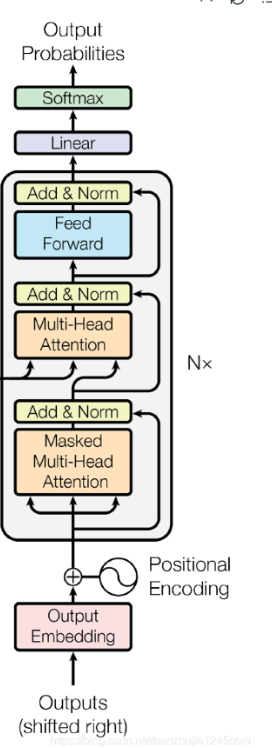 Output
Probabilities
Softmax
Linear
Add & Norm
Feed
Forward
Add & Norm
Multi-Head
Attention
N×
Add & Norm
Masked
Multi-Head
Attention
Positional
Encoding
Output
Embedding
Outputs
(shifted right)
https://blog.csdn.net/benzhujie1245com